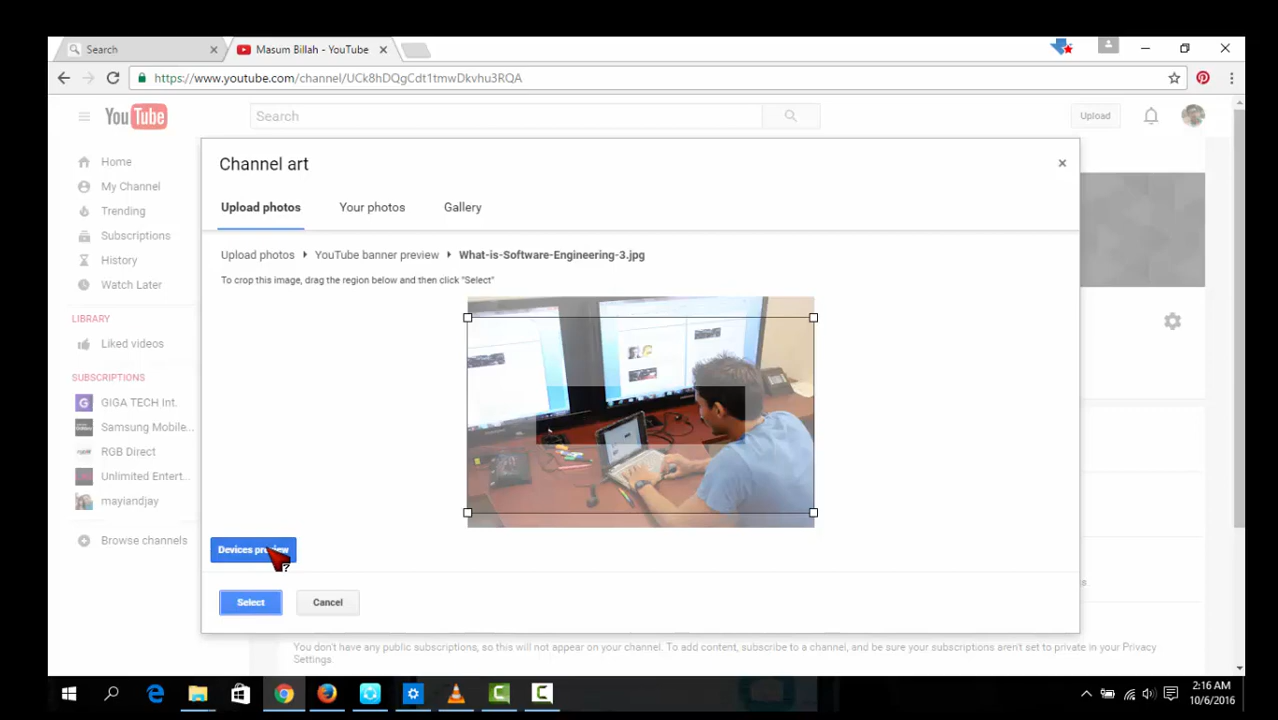 Search
Masum Billah - YouTube
https://www.youtube.com/channel/UCk8hDQgCdt1tmwDkvhu3RQA
YouTube
Search
Upload
Home
My Channel
Trending
Subscriptions
History
Watch Later
LIBRARY
Liked videos
SUBSCRIPTIONS
GIGA TECH Int.
Samsung Mobile...
RGB Direct
Unlimited Entert...
mayiandjay
Browse channels
Channel art
Upload photos Your photos Gallery
Upload photos YouTube banner preview What-is-Software-Engineering-3.jpg
To crop this image, drag the region below and then click "Select"
Devices preview
Select Cancel
You don't have any public subscriptions, so this will not appear on your channel. To add content, subscribe to a channel, and be sure your subscriptions aren't set to private in your Privacy
Settings.
2:16 AM
10/6/2016